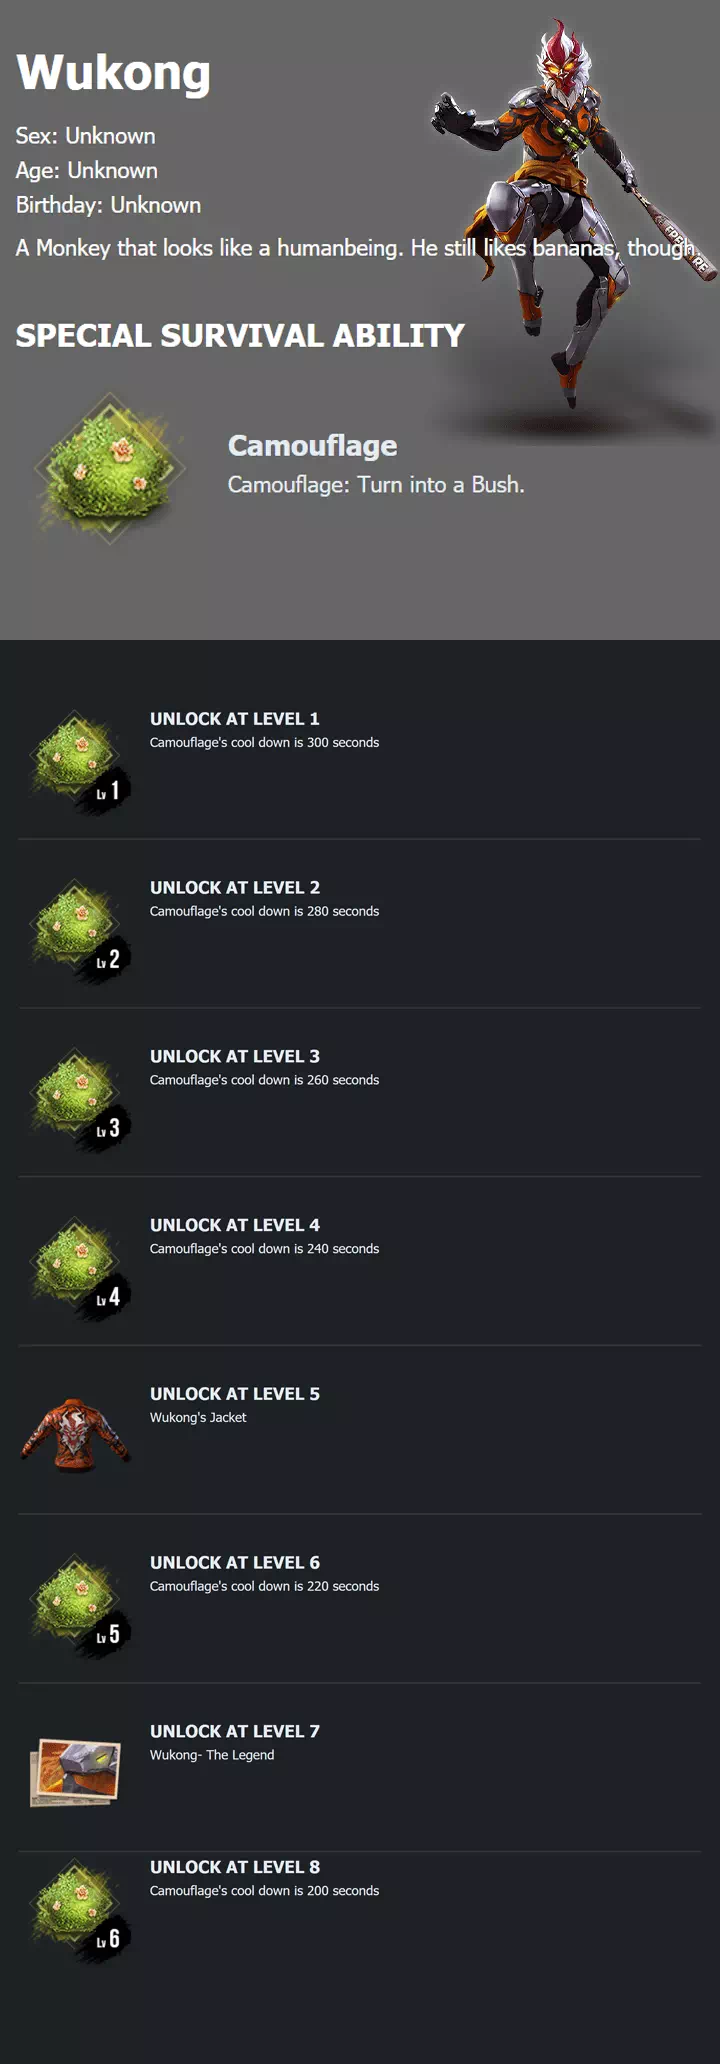 Wukong
Sex: Unknown
Age: Unknown
Birthday: Unknown
A Monkey that looks like a humanbeing. He still likes bananas, though.
FREE FIRE
SPECIAL SURVIVAL ABILITY
Camouflage
Camouflage: Turn into a Bush.
UNLOCK AT LEVEL 1
Camouflage's cool down is 300 seconds
Lv 1
UNLOCK AT LEVEL 2
Camouflage's cool down is 280 seconds
Lv 2
UNLOCK AT LEVEL 3
Camouflage's cool down is 260 seconds
Lv 3
UNLOCK AT LEVEL 4
Camouflage's cool down is 240 seconds
Lv 4
UNLOCK AT LEVEL 5
Wukong's Jacket
UNLOCK AT LEVEL 6
Camouflage's cool down is 220 seconds
Lv 5
UNLOCK AT LEVEL 7
Wukong- The Legend
UNLOCK AT LEVEL 8
Camouflage's cool down is 200 seconds
Lv 6